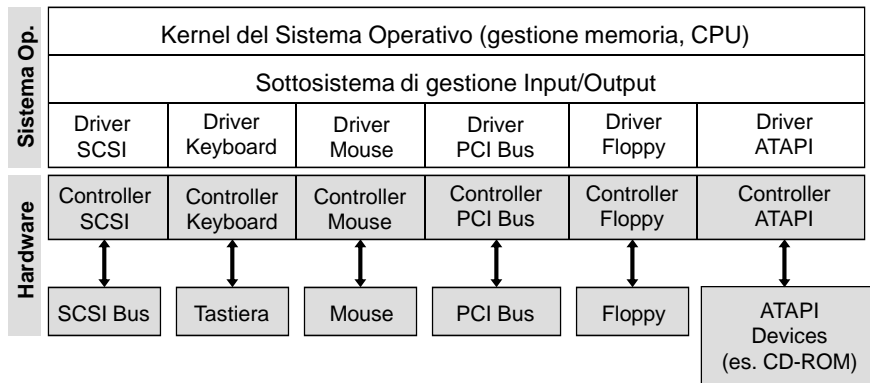 Sistema Op.
Kernel del Sistema Operativo (gestione memoria, CPU)
Sottosistema di gestione Input/Output
Driver
SCSI
Driver
Keyboard
Driver
Mouse
Driver
PCI Bus
Driver
Floppy
Driver
ATAPI
Hardware
Controller
SCSI
Controller
Keyboard
Controller
Mouse
Controller
PCI Bus
Controller
Floppy
Controller
ATAPI
SCSI Bus
Tastiera
Mouse
PCI Bus
Floppy
ATAPI
Devices
(es. CD-ROM)